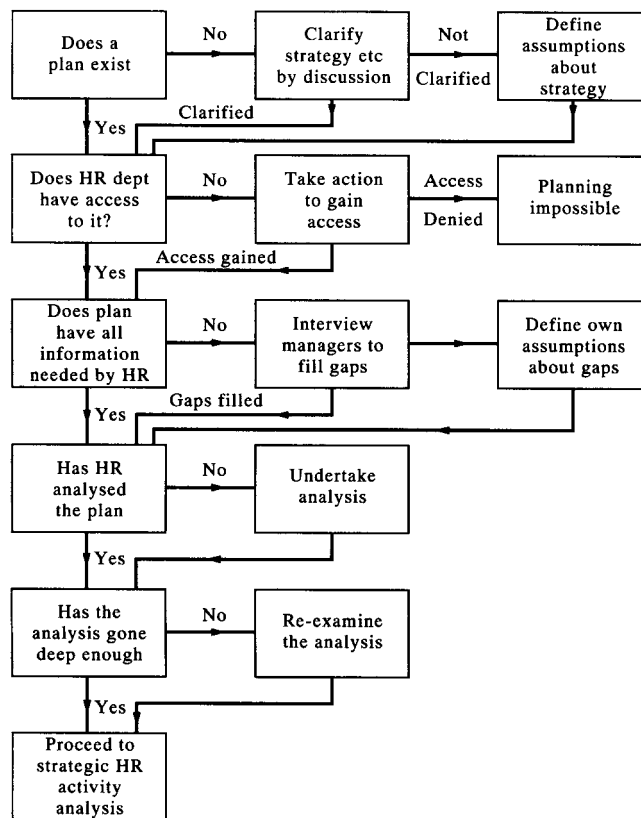 Does a
plan exist
No
Clarify
strategy etc
by discussion
Not
Clarified
Define
assumptions
about
strategy
Yes
Clarified
Does HR dept
have access
to it?
No
Take action
to gain
access
Access
Denied
Planning
impossible
Yes
Access gained
Does plan
have all
information
needed by HR
No
Interview
managers to
fill gaps
Define own
assumptions
about gaps
Yes
Gaps filled
Has HR
analysed
the plan
No
Undertake
analysis
Yes
Has the
analysis gone
deep enough
No
Re-examine
the analysis
Yes
Proceed to
strategic HR
activity
analysis